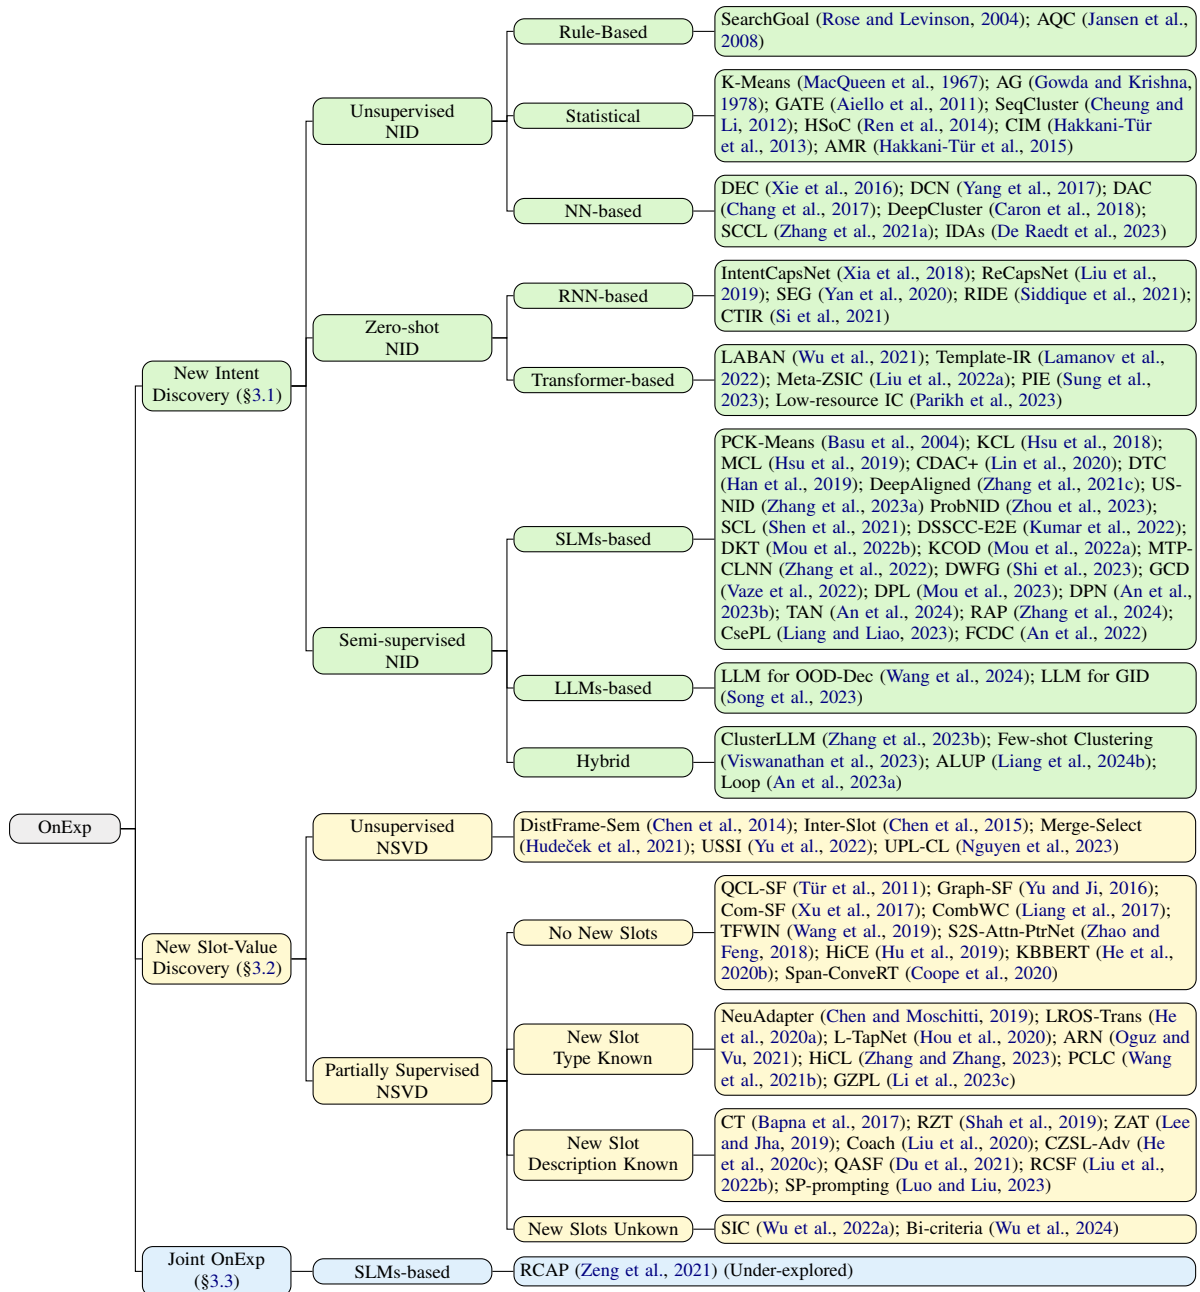 OnExp
New Intent
Discovery (§3.1)
Unsupervised
NID
Rule-Based
SearchGoal (Rose and Levinson, 2004); AQC (Jansen et al.,
2008)
Statistical
K-Means (MacQueen et al., 1967); AG (Gowda and Krishna,
1978); GATE (Aiello et al., 2011); SeqCluster (Cheung and
Li, 2012); HSoC (Ren et al., 2014); CIM (Hakkani-Tür
et al., 2013); AMR (Hakkani-Tür et al., 2015)
NN-based
DEC (Xie et al., 2016); DCN (Yang et al., 2017); DAC
(Chang et al., 2017); DeepCluster (Caron et al., 2018);
SCCL (Zhang et al., 2021a); IDAs (De Raedt et al., 2023)
Zero-shot
NID
RNN-based
IntentCapsNet (Xia et al., 2018); ReCapsNet (Liu et al.,
2019); SEG (Yan et al., 2020); RIDE (Siddique et al., 2021);
CTIR (Si et al., 2021)
Transformer-based
LABAN (Wu et al., 2021); Template-IR (Lamanov et al.,
2022); Meta-ZSIC (Liu et al., 2022a); PIE (Sung et al.,
2023); Low-resource IC (Parikh et al., 2023)
Semi-supervised
NID
SLMs-based
PCK-Means (Basu et al., 2004); KCL (Hsu et al., 2018);
MCL (Hsu et al., 2019); CDAC+ (Lin et al., 2020); DTC
(Han et al., 2019); DeepAligned (Zhang et al., 2021c); US-
NID (Zhang et al., 2023a) ProbNID (Zhou et al., 2023);
SCL (Shen et al., 2021); DSSCC-E2E (Kumar et al., 2022);
DKT (Mou et al., 2022b); KCOD (Mou et al., 2022a); MTP-
CLNN (Zhang et al., 2022); DWFG (Shi et al., 2023); GCD
(Vaze et al., 2022); DPL (Mou et al., 2023); DPN (An et al.,
2023b); TAN (An et al., 2024); RAP (Zhang et al., 2024);
CsePL (Liang and Liao, 2023); FCDC (An et al., 2022)
LLMs-based
LLM for OOD-Dec (Wang et al., 2024); LLM for GID
(Song et al., 2023)
Hybrid
ClusterLLM (Zhang et al., 2023b); Few-shot Clustering
(Viswanathan et al., 2023); ALUP (Liang et al., 2024b);
Loop (An et al., 2023a)
New Slot-Value
Discovery (§3.2)
Unsupervised
NSVD
DistFrame-Sem (Chen et al., 2014); Inter-Slot (Chen et al., 2015); Merge-Select
(Hudeček et al., 2021); USSI (Yu et al., 2022); UPL-CL (Nguyen et al., 2023)
Partially Supervised
NSVD
No New Slots
QCL-SF (Tür et al., 2011); Graph-SF (Yu and Ji, 2016);
Com-SF (Xu et al., 2017); CombWC (Liang et al., 2017);
TFWIN (Wang et al., 2019); S2S-Attn-PtrNet (Zhao and
Feng, 2018); HiCE (Hu et al., 2019); KBBERT (He et al.,
2020b); Span-ConveRT (Coope et al., 2020)
New Slot
Type Known
NeuAdapter (Chen and Moschitti, 2019); LROS-Trans (He
et al., 2020a); L-TapNet (Hou et al., 2020); ARN (Oguz and
Vu, 2021); HiCL (Zhang and Zhang, 2023); PCLC (Wang
et al., 2021b); GZPL (Li et al., 2023c)
New Slot
Description Known
CT (Bapna et al., 2017); RZT (Shah et al., 2019); ZAT (Lee
and Jha, 2019); Coach (Liu et al., 2020); CZSL-Adv (He
et al., 2020c); QASF (Du et al., 2021); RCSF (Liu et al.,
2022b); SP-prompting (Luo and Liu, 2023)
New Slots Unkown
SIC (Wu et al., 2022a); Bi-criteria (Wu et al., 2024)
Joint OnExp
(§3.3)
SLMs-based
RCAP (Zeng et al., 2021) (Under-explored)